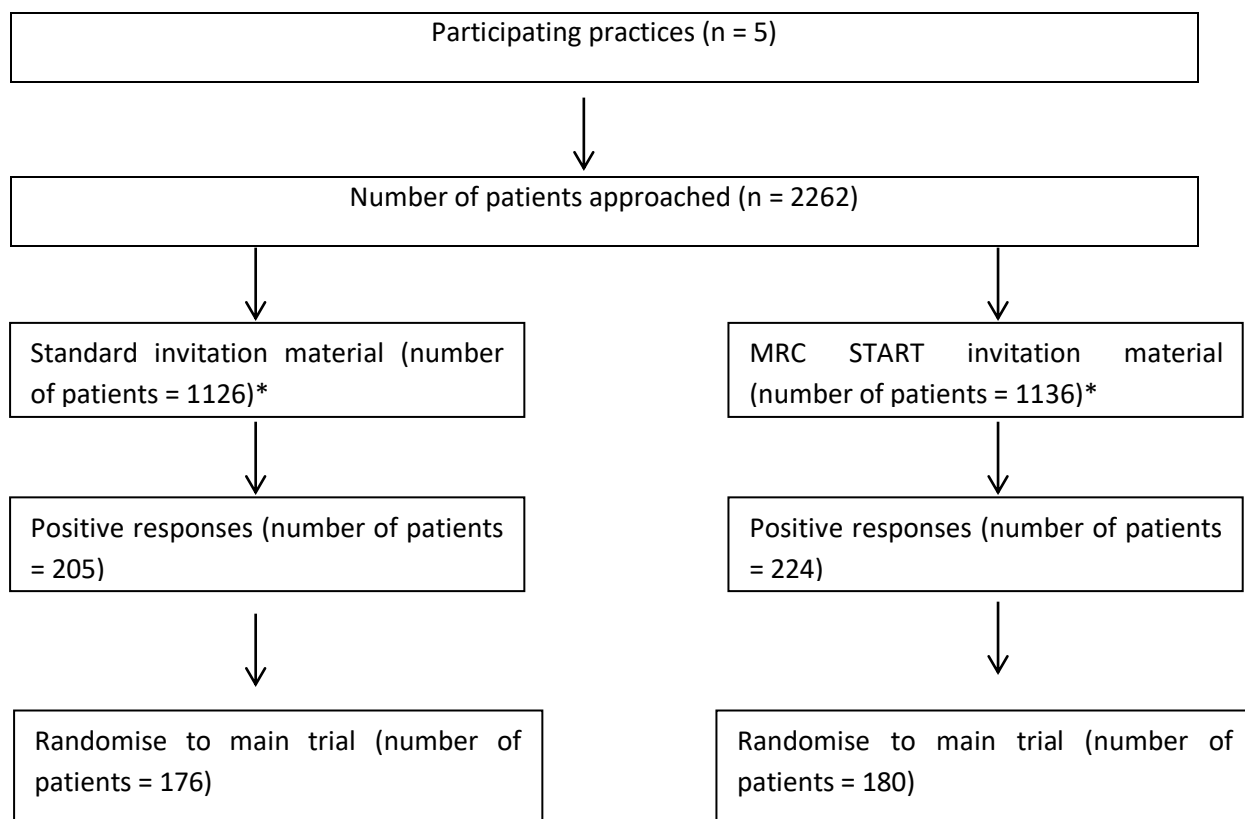 Participating practices (n = 5)
Number of patients approached (n = 2262)
Standard invitation material (number
of patients = 1126)*
MRC START invitation material
(number of patients = 1136)*
Positive responses (number of patients
= 205)
Positive responses (number of patients
= 224)
Randomise to main trial (number of
patients = 176)
Randomise to main trial (number of
patients = 180)